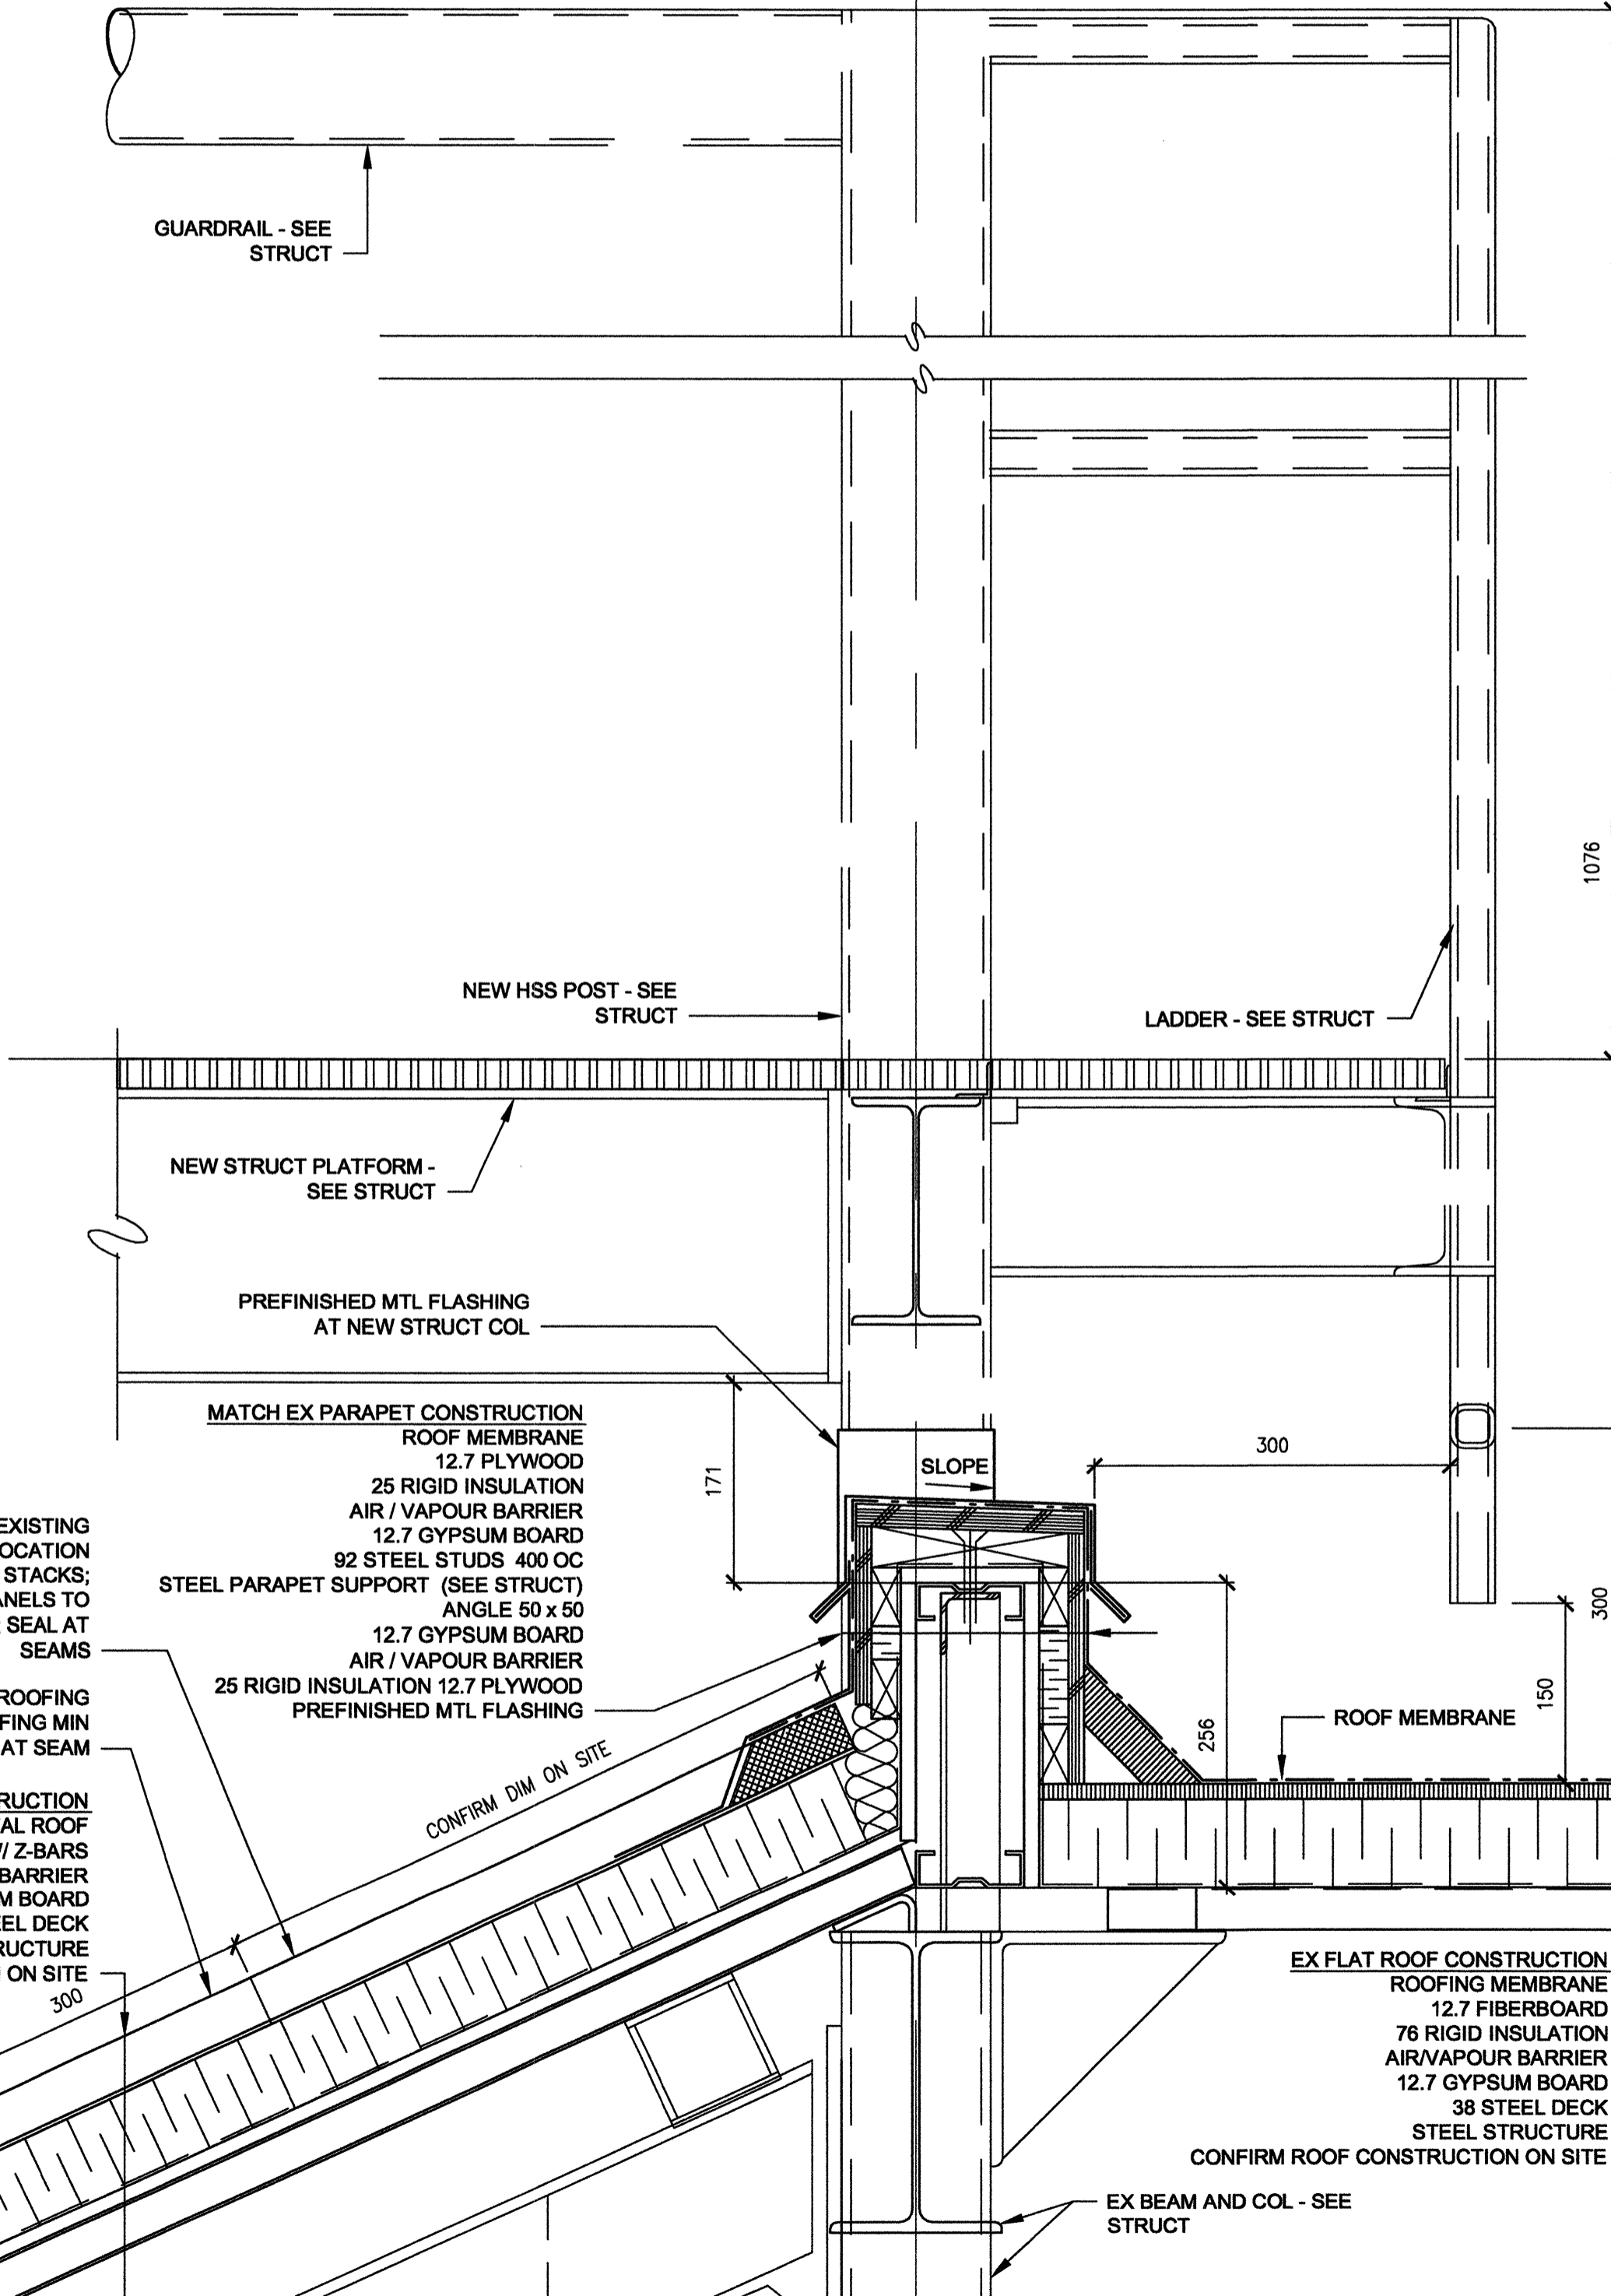 GUARDRAIL - SEE
STRUCT
1076
NEW HSS POST - SEE
STRUCT
LADDER - SEE STRUCT
NEW STRUCT PLATFORM -
SEE STRUCT
PREFINISHED MTL FLASHING
AT NEW STRUCT COL
MATCH EX PARAPET CONSTRUCTION
ROOF MEMBRANE
12.7 PLYWOOD
25 RIGID INSULATION
AIR / VAPOUR BARRIER
12.7 GYPSUM BOARD
92 STEEL STUDS 400 OC
STEEL PARAPET SUPPORT (SEE STRUCT)
ANGLE 50 x 50
12.7 GYPSUM BOARD
AIR / VAPOUR BARRIER
25 RIGID INSULATION 12.7 PLYWOOD
PREFINISHED MTL FLASHING
171
SLOPE
300
300
150
256
ROOF MEMBRANE
EXISTING
OCATION
STACKS;
ANELS TO
SEAL AT
SEAMS
ROOFING
FING MIN
AT SEAM
RUCTION
AL ROOF
// Z-BARS
BARRIER
M BOARD
EEL DECK
RUCTURE
ON SITE
300
CONFIRM DIM ON SITE
EX FLAT ROOF CONSTRUCTION
ROOFING MEMBRANE
12.7 FIBERBOARD
76 RIGID INSULATION
AIR/VAPOUR BARRIER
12.7 GYPSUM BOARD
38 STEEL DECK
STEEL STRUCTURE
CONFIRM ROOF CONSTRUCTION ON SITE
EX BEAM AND COL - SEE
STRUCT